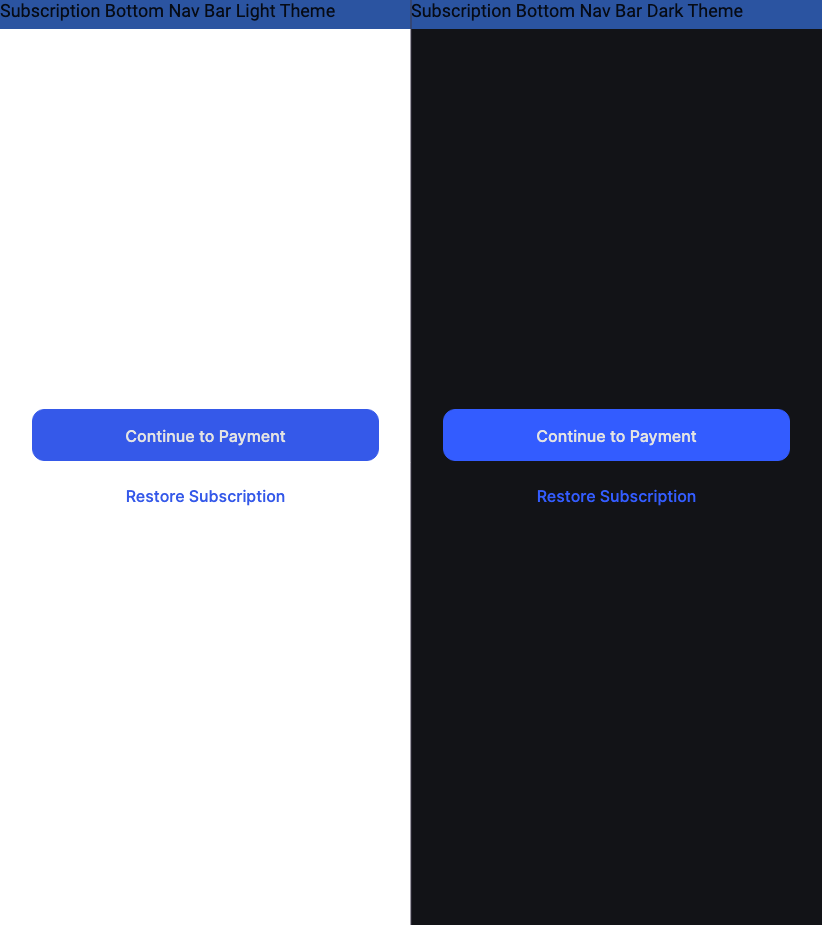 Subscription Bottom Nav Bar Light Theme
Continue to Payment
Restore Subscription
Subscription Bottom Nav Bar Dark Theme
Continue to Payment
Restore Subscription